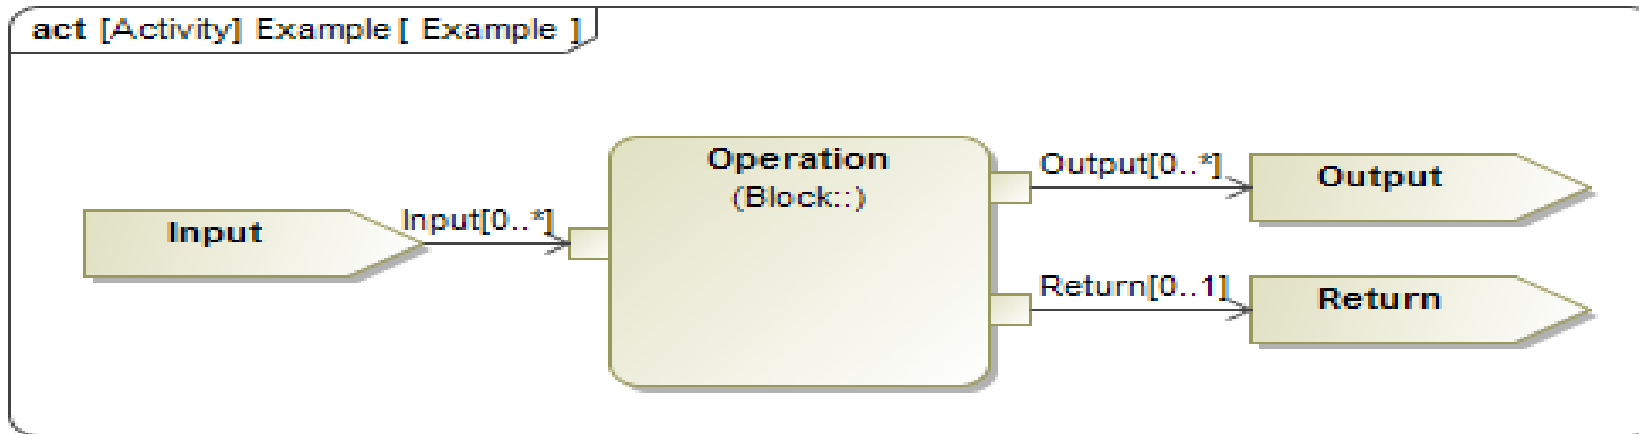 act [Activity] Example [ Example ]
Input
Input[0..*]
Operation
(Block::)
Output[0..*]
Output
Return[0..1]
Return